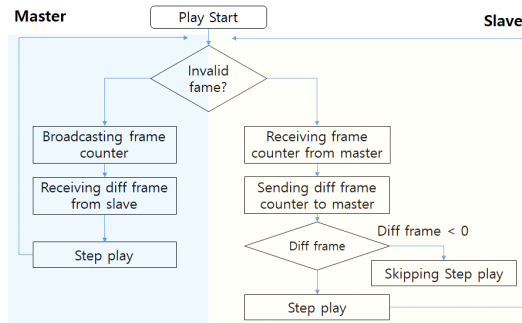 Master
Play Start
Slave
Invalid
fame?
Broadcasting frame
counter
Receiving frame
counter from master
Receiving diff frame
from slave
Sending diff frame
counter to master
Diff frame < 0
Diff frame
Step play
Skipping Step play
Step play